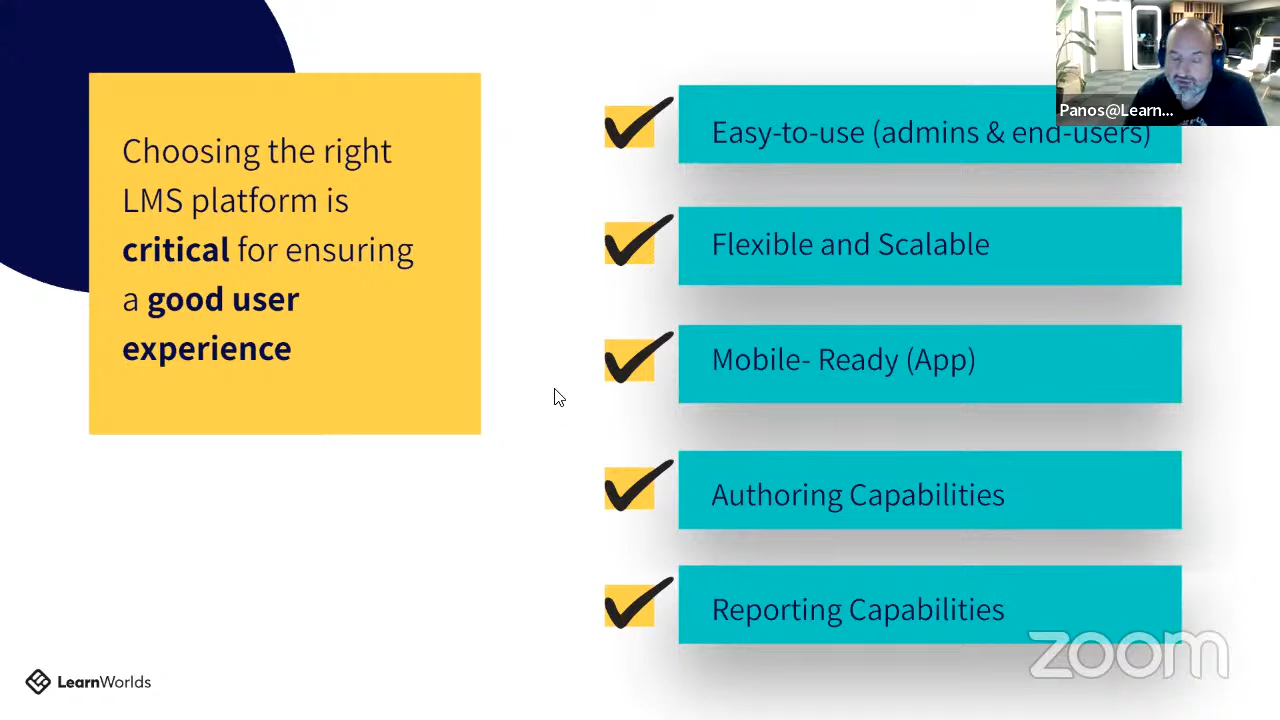 Choosing the right
LMS platform is
critical for ensuring
a good user
experience
Easy-to-use (admins & end-users)
Flexible and Scalable
Mobile- Ready (App)
Authoring Capabilities
Reporting Capabilities
Panos@Learn...
LearnWorlds
zoom